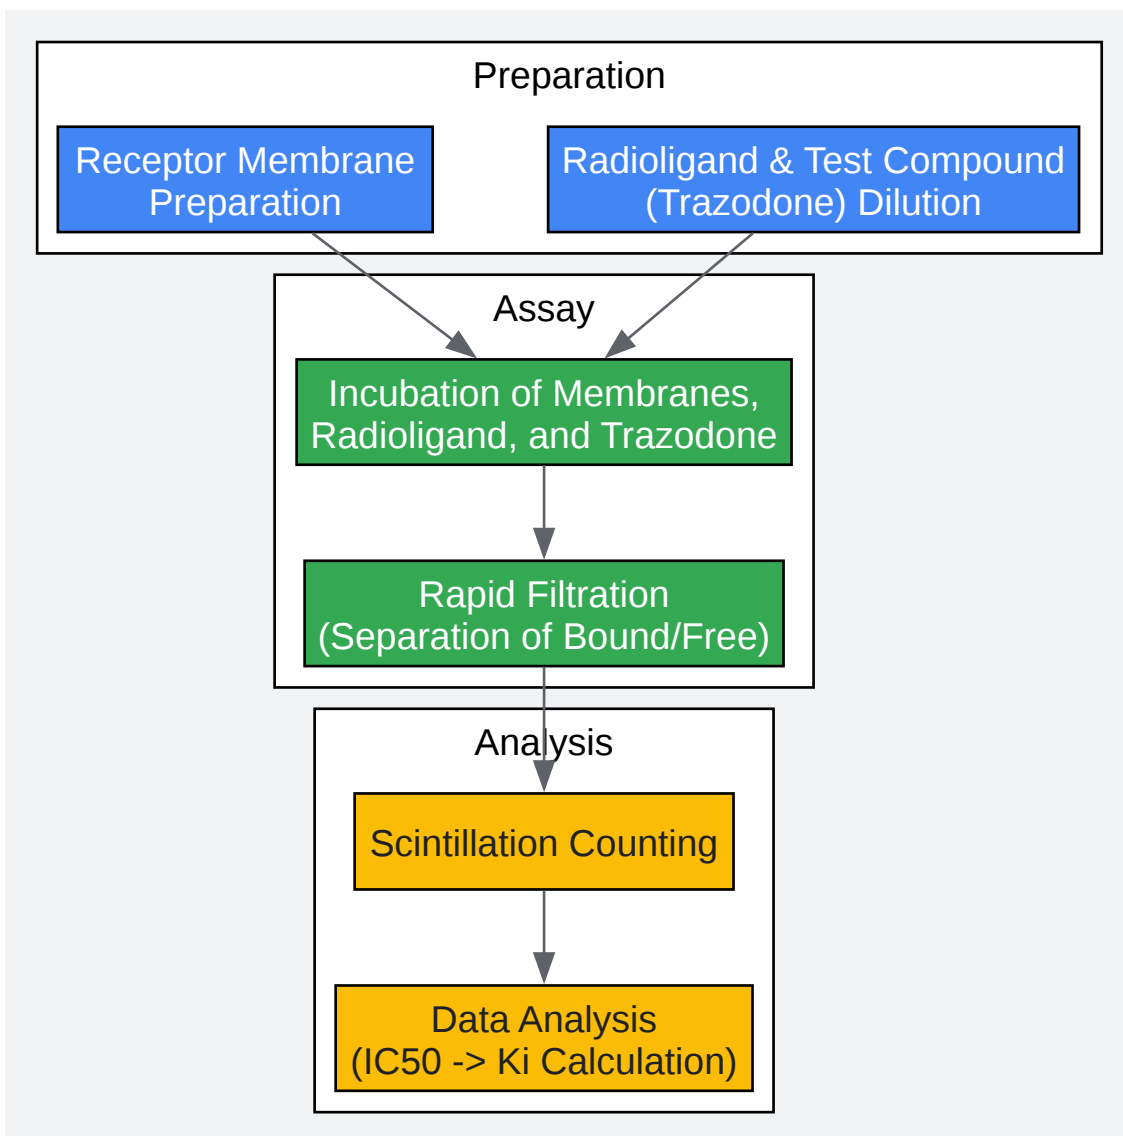 Preparation
Receptor Membrane
Preparation
Radioligand & Test Compound
(Trazodone) Dilution
Assay
Incubation of Membranes,
Radioligand, and Trazodone
Rapid Filtration
(Separation of Bound/Free)
Analysis
Scintillation Counting
Data Analysis
(IC50 -> Ki Calculation)